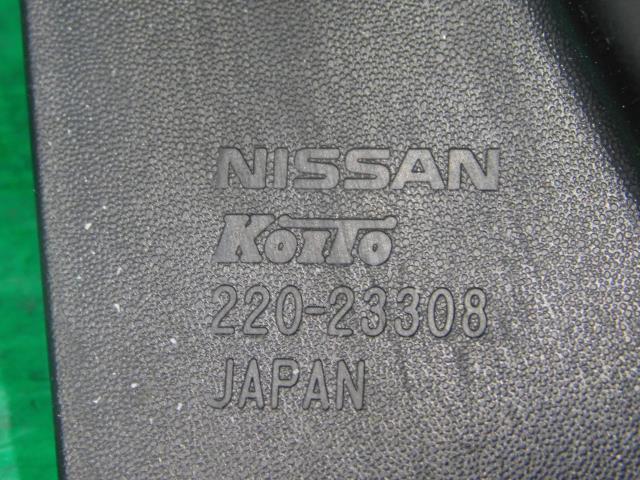 NISSAN
KoiTo
220-23308
JAPAN